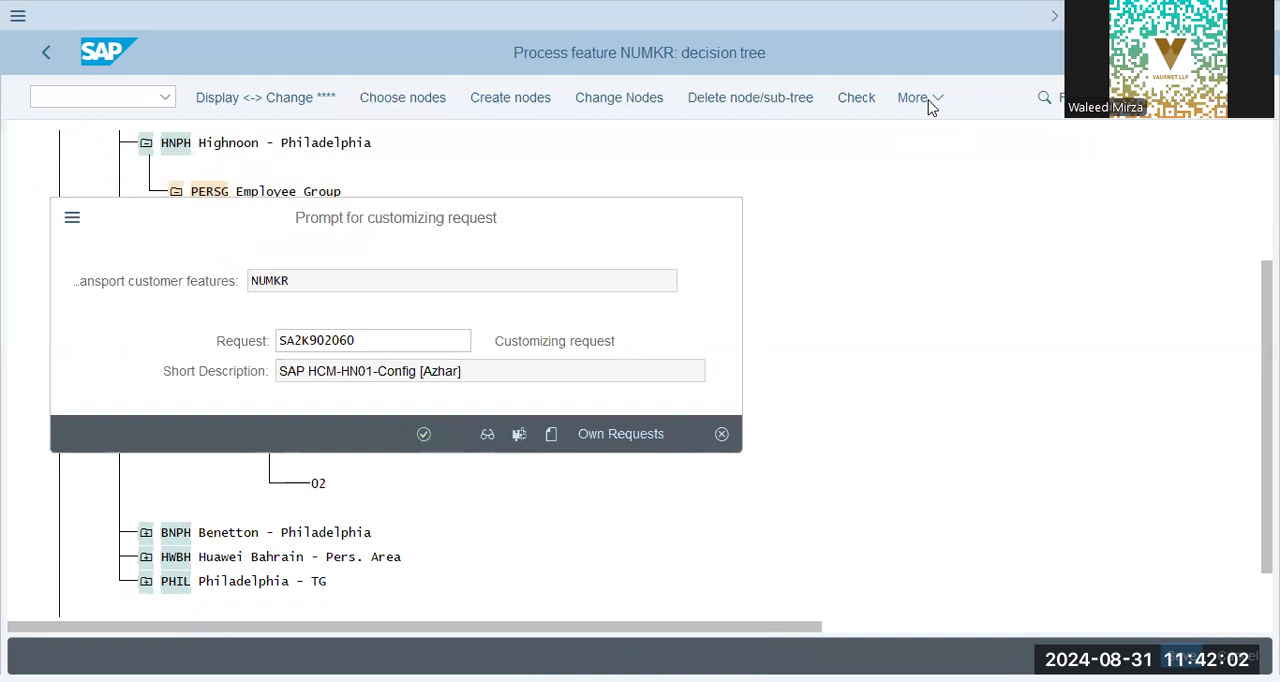 SAP
Process feature NUMKR: decision tree
Display <-> Change **** Choose nodes Create nodes Change Nodes Delete node/sub-tree Check More
VAUSNET LLP
Waleed Mirza
HNPH Highnoon - Philadelphia
PERSG Employee Group
Prompt for customizing request
...ansport customer features: NUMKR
Request: SA2K902060 Customizing request
Short Description: SAP HCM-HN01-Config [Azhar]
Own Requests
02
BNPH Benetton - Philadelphia
HWBH Huawei Bahrain - Pers. Area
PHIL Philadelphia - TG
2024-08-31 11:42:02